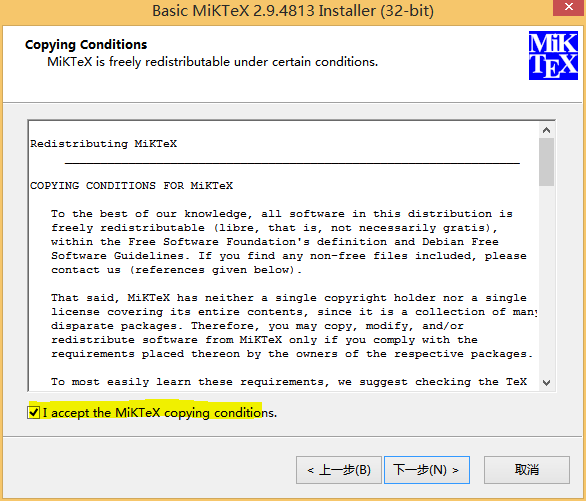 Basic MiKTeX 2.9.4813 Installer (32-bit)
Copying Conditions
MiKTeX is freely redistributable under certain conditions.
MiK
TEX
Redistributing MiKTeX
COPYING CONDITIONS FOR MiKTeX
To the best of our knowledge, all software in this distribution is
freely redistributable (libre, that is, not necessarily gratis),
within the Free Software Foundation's definition and Debian Free
Software Guidelines. If you find any non-free files included, please
contact us (references given below).
That said, MiKTeX has neither a single copyright holder nor a single
license covering its entire contents, since it is a collection of many
disparate packages. Therefore, you may copy, modify, and/or
redistribute software from MiKTeX only if you comply with the
requirements placed thereon by the owners of the respective packages.
To most easily learn these requirements, we suggest checking the TeX
I accept the MiKTeX copying conditions.
< 上一步(B) 下一步(N) > 取消